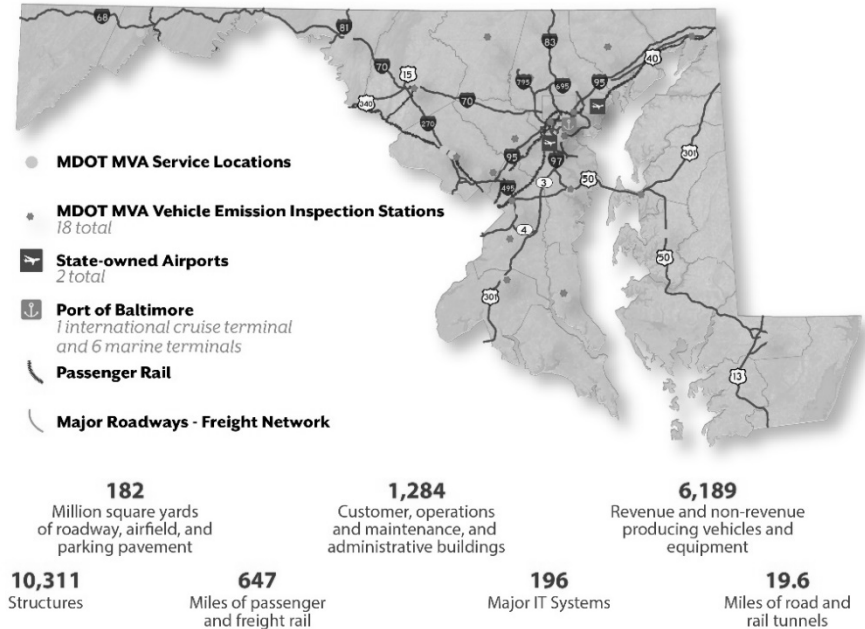 68
81
83
95
40
70
15
795
695
340
70
270
95
97
301
495
3
50
4
50
301
13
MDOT MVA Service Locations
MDOT MVA Vehicle Emission Inspection Stations
18 total
State-owned Airports
2 total
Port of Baltimore
1 international cruise terminal
and 6 marine terminals
Passenger Rail
Major Roadways - Freight Network
182
Million square yards
of roadway, airfield, and
parking pavement
1,284
Customer, operations
and maintenance, and
administrative buildings
6,189
Revenue and non-revenue
producing vehicles and
equipment
10,311
Structures
647
Miles of passenger
and freight rail
196
Major IT Systems
19.6
Miles of road and
rail tunnels